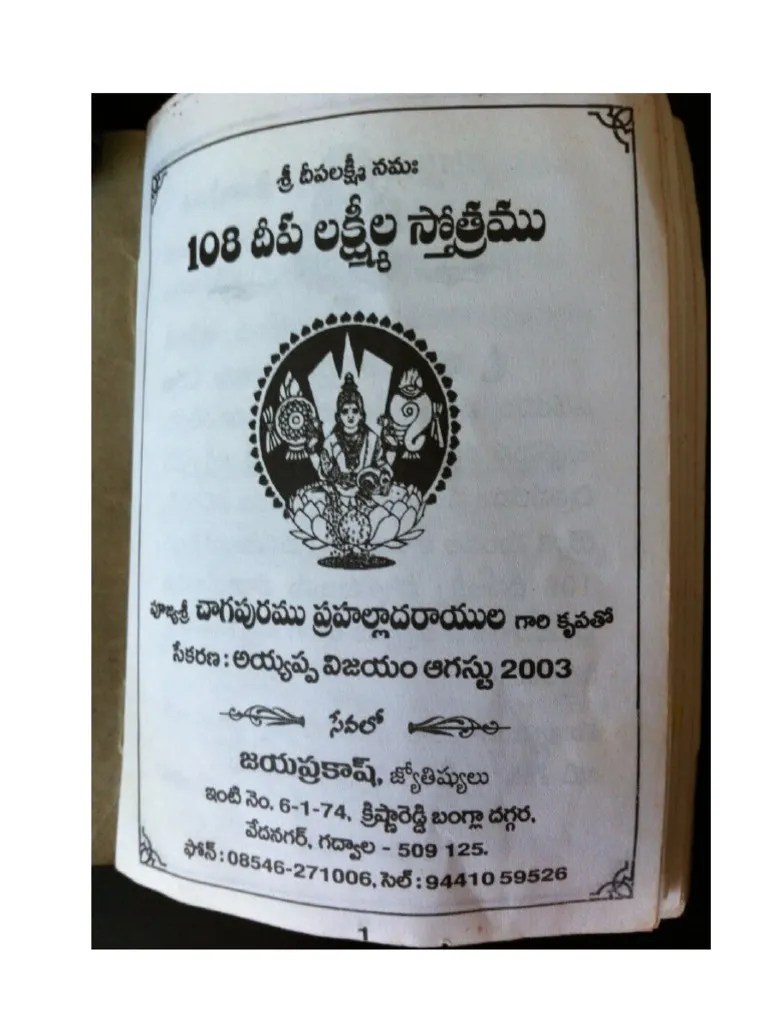 శ్రీ దీపలక్ష్మీ నమః
108 దీప లక్ష్మీల స్తోత్రము
పూజ్యశ్రీ చాగపురము ప్రహల్లాదరాయుల గారి కృపతో
సేకరణ : అయ్యప్ప విజయం ఆగస్టు 2003
సేవలో
జయప్రకాష్, జ్యోతిష్యులు
ఇంటి నెం. 6-1-74, క్రిష్ణారెడ్డి బంగ్లా దగ్గర,
వేదనగర్, గద్వాల - 509 125.
ఫోన్ : 08546-271006, సెల్ : 94410 59526
1